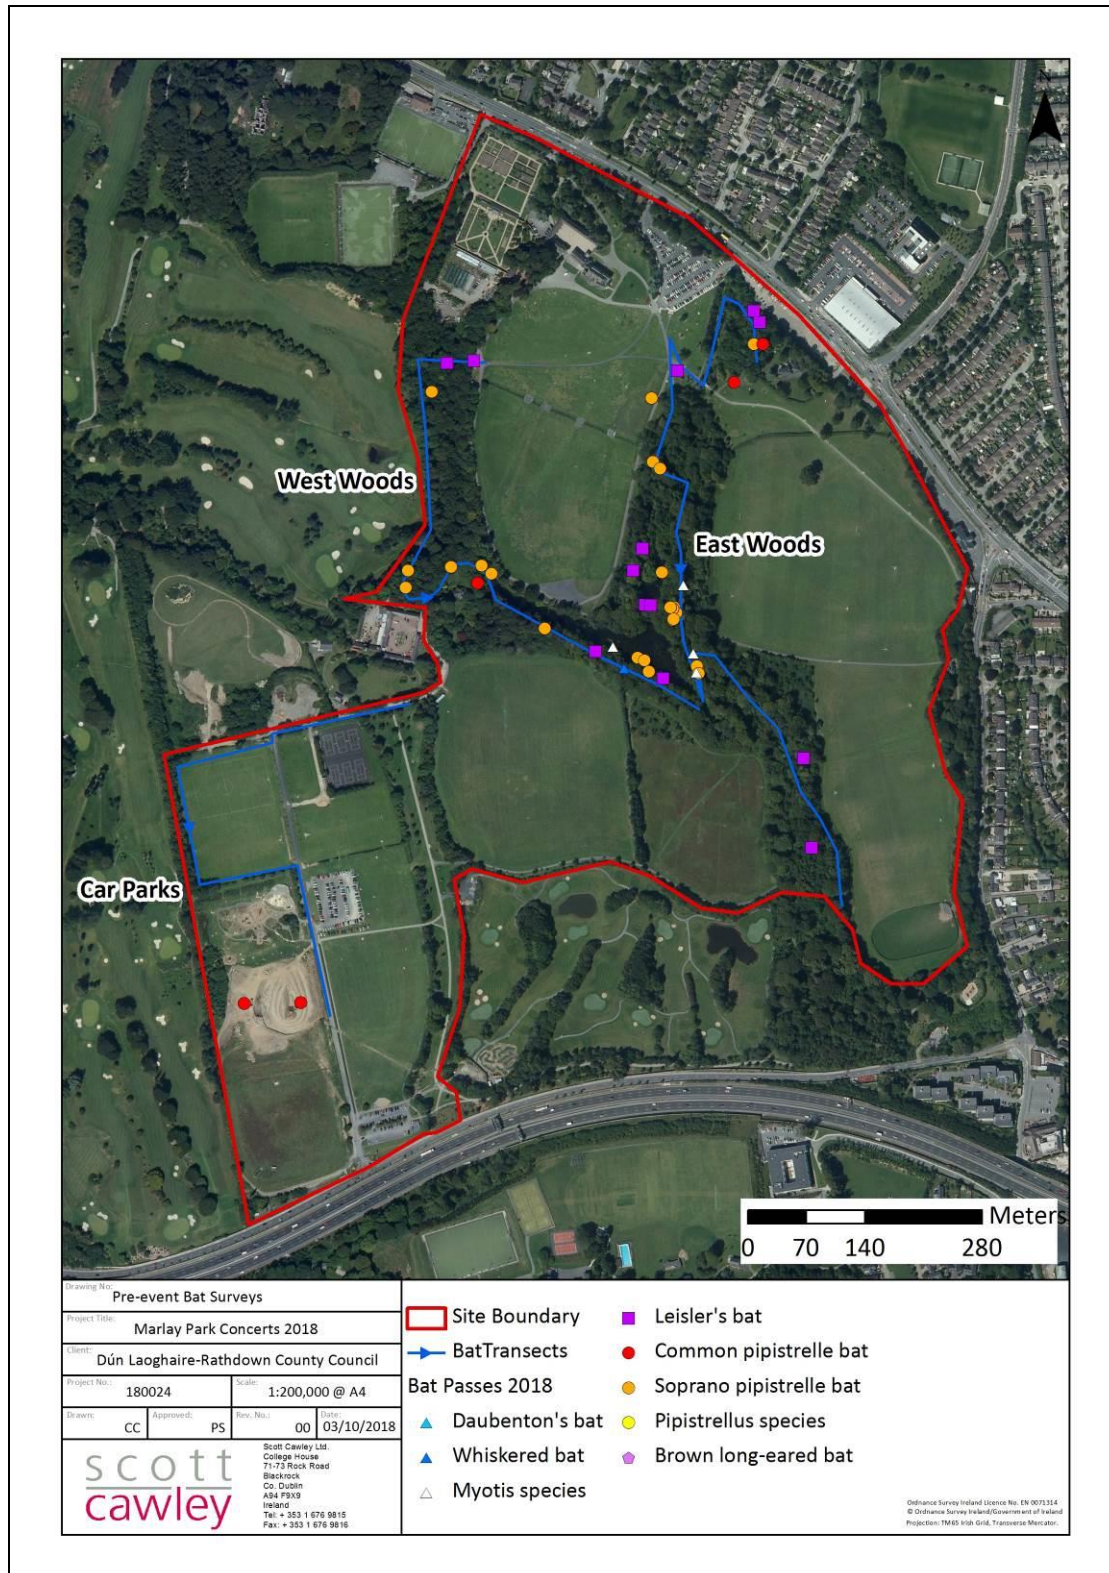 N
West Woods
East Woods
Car Parks
Meters
0 70 140 280
Drawing No.:
Pre-event Bat Surveys
Project Title:
Marlay Park Concerts 2018
Client:
Dún Laoghaire-Rathdown County Council
Project No.:
180024
Scale:
1:200,000 @ A4
Drawn:
CC
Approved:
PS
Rev. No.:
00
Date:
03/10/2018
scott
cawley
Scott Cawley Ltd.
College House
71-73 Rock Road
Blackrock
Co. Dublin
A94 F9X9
Ireland
Tel: + 353 1 676 9815
Fax: + 353 1 676 9816
Site Boundary
BatTransects
Bat Passes 2018
Daubenton's bat
Whiskered bat
Myotis species
Leisler's bat
Common pipistrelle bat
Soprano pipistrelle bat
Pipistrellus species
Brown long-eared bat
Ordnance Survey Ireland Licence No. EN 0071314
© Ordnance Survey Ireland/Government of Ireland
Projection: TM65 Irish Grid, Transverse Mercator.